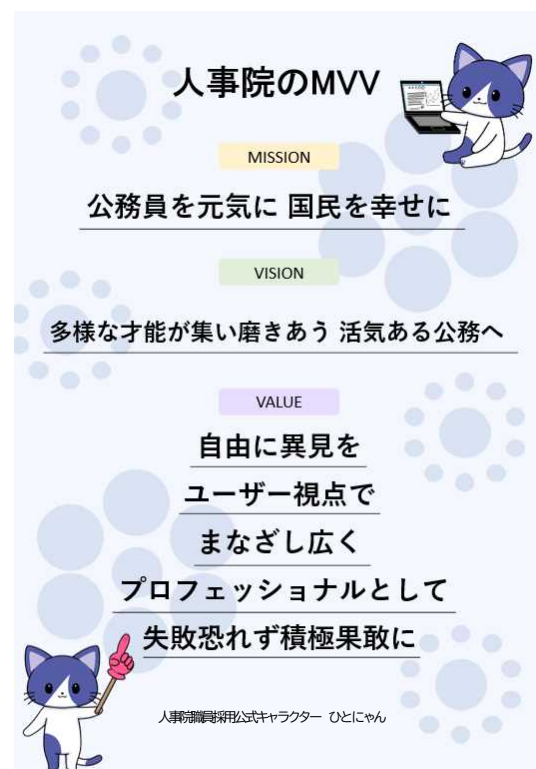 人事院のMVV
MISSION
公務員を元気に 国民を幸せに
VISION
多様な才能が集い磨きあう 活気ある公務へ
VALUE
自由に異見を
ユーザー視点で
まなざし広く
プロフェッショナルとして
失敗恐れず積極果敢に
人事院職員採用公式キャラクター ひとにゃん